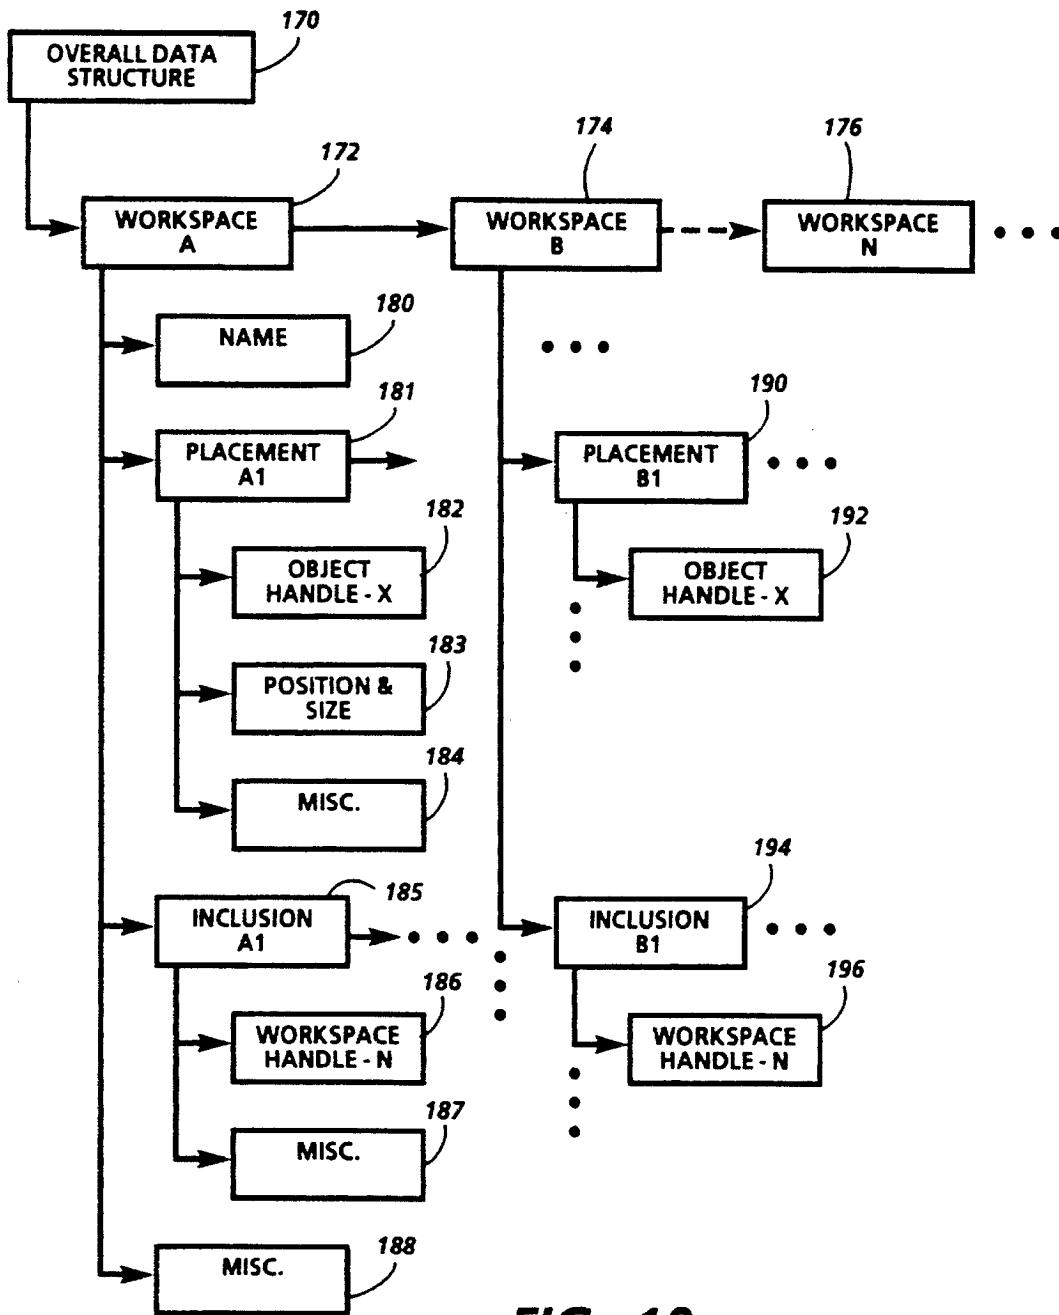 170
OVERALL DATA
STRUCTURE
172
174
176
WORKSPACE
A
WORKSPACE
B
WORKSPACE
N
180
NAME
181
PLACEMENT
A1
190
PLACEMENT
B1
182
OBJECT
HANDLE - X
192
OBJECT
HANDLE - X
183
POSITION &
SIZE
184
MISC.
185
INCLUSION
A1
194
INCLUSION
B1
186
WORKSPACE
HANDLE - N
196
WORKSPACE
HANDLE - N
187
MISC.
188
MISC.